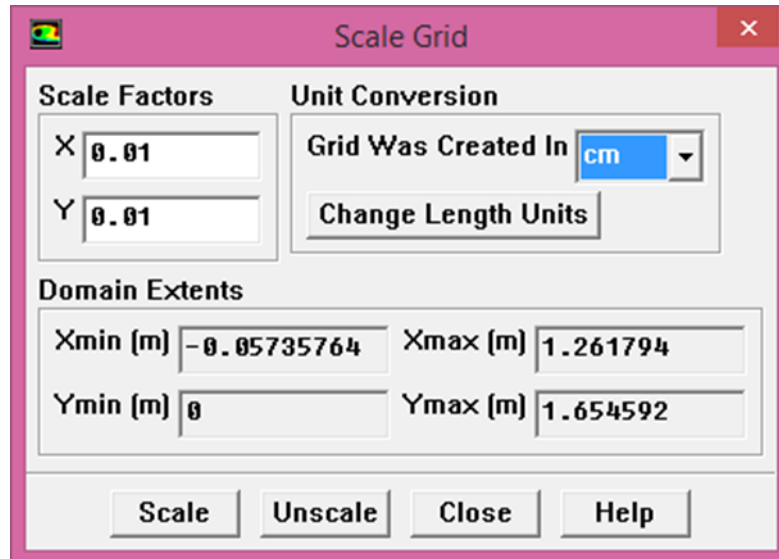 Scale Grid
Scale Factors
Unit Conversion
X 0.01
Grid Was Created In cm
Y 0.01
Change Length Units
Domain Extents
Xmin (m) -0.05735764 Xmax (m) 1.261794
Ymin (m) 0 Ymax (m) 1.654592
Scale Unscale Close Help